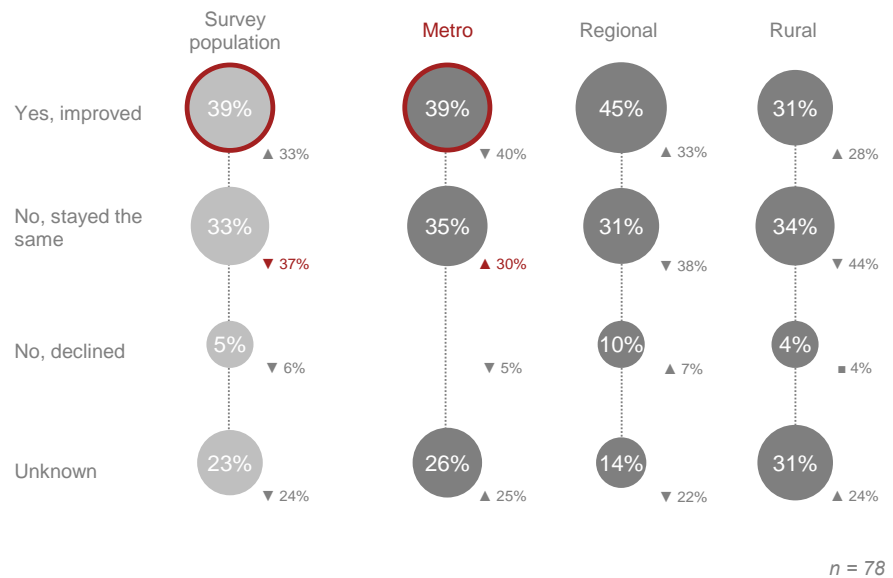 Survey
population
Metro
Regional
Rural
Yes, improved
39%
39%
45%
31%
▲ 33%
▼ 40%
▲ 33%
▲ 28%
No, stayed the
same
33%
35%
31%
34%
▼ 37%
▲ 30%
▼ 38%
▼ 44%
No, declined
5%
10%
4%
▼ 6%
▼ 5%
▲ 7%
■ 4%
Unknown
23%
26%
14%
31%
▼ 24%
▲ 25%
▼ 22%
▲ 24%
n = 78